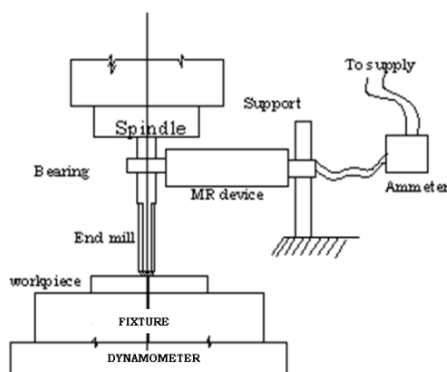 To supply
Support
Spindle
Bearing
MR device
Ammeter
End mill
workpiece
FIXTURE
DYNAMOMETER